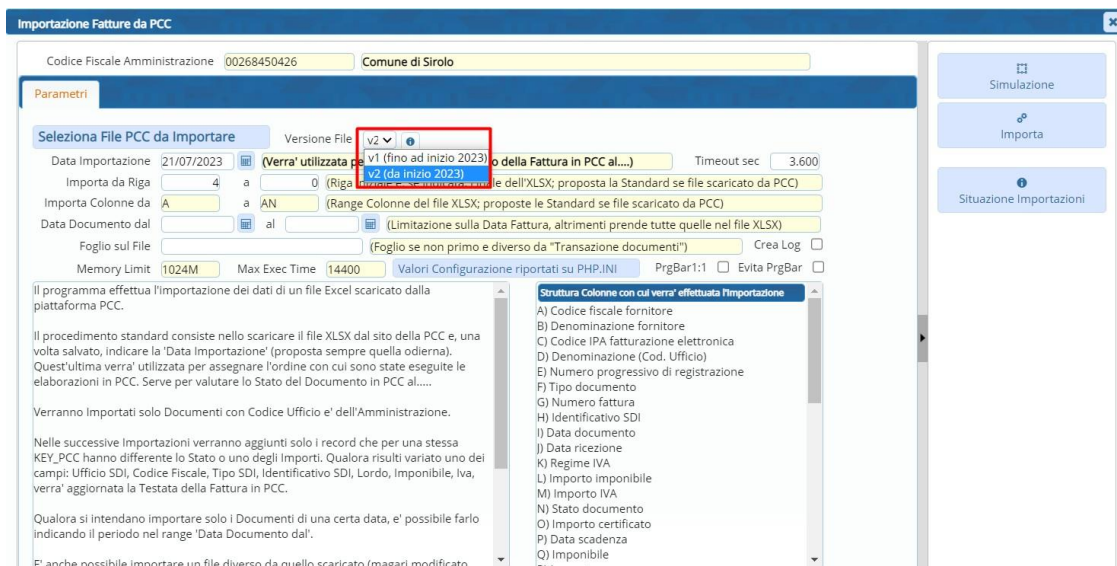 Importazione Fatture da PCC
Codice Fiscale Amministrazione 00268450426 Comune di Sirolo
Parametri
Seleziona File PCC da Importare Versione File v2
v1 (fino ad inizio 2023)
v2 (da inizio 2023)
Data Importazione 21/07/2023 (Verra' utilizzata pe della Fattura in PCC al....) Timeout sec 3.600
Importa da Riga 4 a 0 (Riga dell'XLSX; proposta la Standard se file scaricato da PCC)
Importa Colonne da A a AN (Range Colonne del file XLSX; proposte le Standard se file scaricato da PCC)
Data Documento dal al (Limitazione sulla Data Fattura, altrimenti prende tutte quelle nel file XLSX)
Foglio sul File (Foglio se non primo e diverso da "Transazione documenti") Crea Log
Memory Limit 1024M Max Exec Time 14400 Valori Configurazione riportati su PHP.INI PrgBar1:1 Evita PrgBar
Il programma effettua l'importazione dei dati di un file Excel scaricato dalla
piattaforma PCC.
Il procedimento standard consiste nello scaricare il file XLSX dal sito della PCC e, una
volta salvato, indicare la 'Data Importazione' (proposta sempre quella odierna).
Quest'ultima verra' utilizzata per assegnare l'ordine con cui sono state eseguite le
elaborazioni in PCC. Serve per valutare lo Stato del Documento in PCC al.....
Verranno Importati solo Documenti con Codice Ufficio e' dell'Amministrazione.
Nelle successive Importazioni verranno aggiunti solo i record che per una stessa
KEY_PCC hanno differente lo Stato o uno degli Importi. Qualora risulti variato uno dei
campi: Ufficio SDI, Codice Fiscale, Tipo SDI, Identificativo SDI, Lordo, Imponibile, Iva,
verra' aggiornata la Testata della Fattura in PCC.
Qualora si intendano importare solo i Documenti di una certa data, e' possibile farlo
indicando il periodo nel range 'Data Documento dal'.
E' anche possibile importare un file diverso da quello scaricato (magari modificato
Struttura Colonne con cui verra' effettuata l'Importazione
A) Codice fiscale fornitore
B) Denominazione fornitore
C) Codice IPA fatturazione elettronica
D) Denominazione (Cod. Ufficio)
E) Numero progressivo di registrazione
F) Tipo documento
G) Numero fattura
H) Identificativo SDI
I) Data documento
J) Data ricezione
K) Regime IVA
L) Importo imponibile
M) Importo IVA
N) Stato documento
O) Importo certificato
P) Data scadenza
Q) Imponibile
Simulazione
Importa
Situazione Importazioni